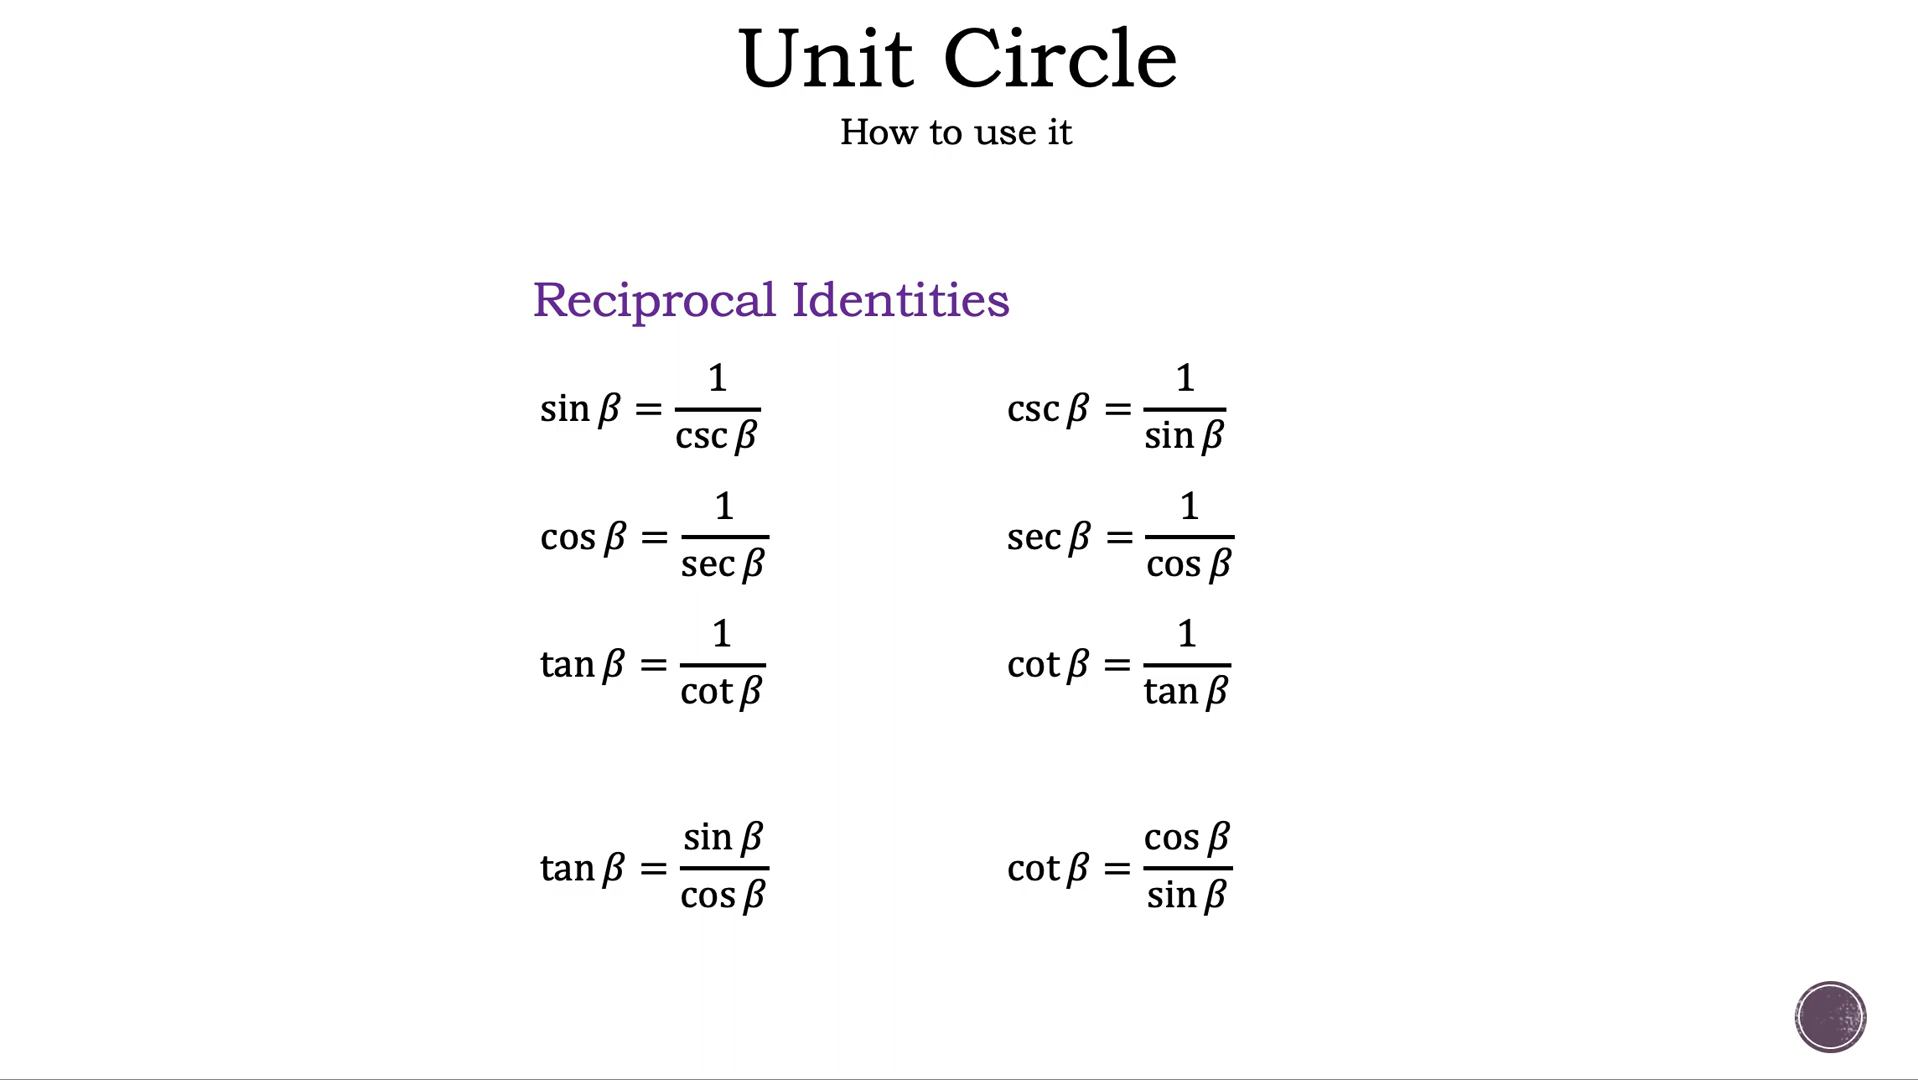 Unit Circle
How to use it
Reciprocal Identities
sin β = 1/csc β    csc β = 1/sin β
cos β = 1/sec β    sec β = 1/cos β
tan β = 1/cot β    cot β = 1/tan β
tan β = sin β/cos β    cot β = cos β/sin β